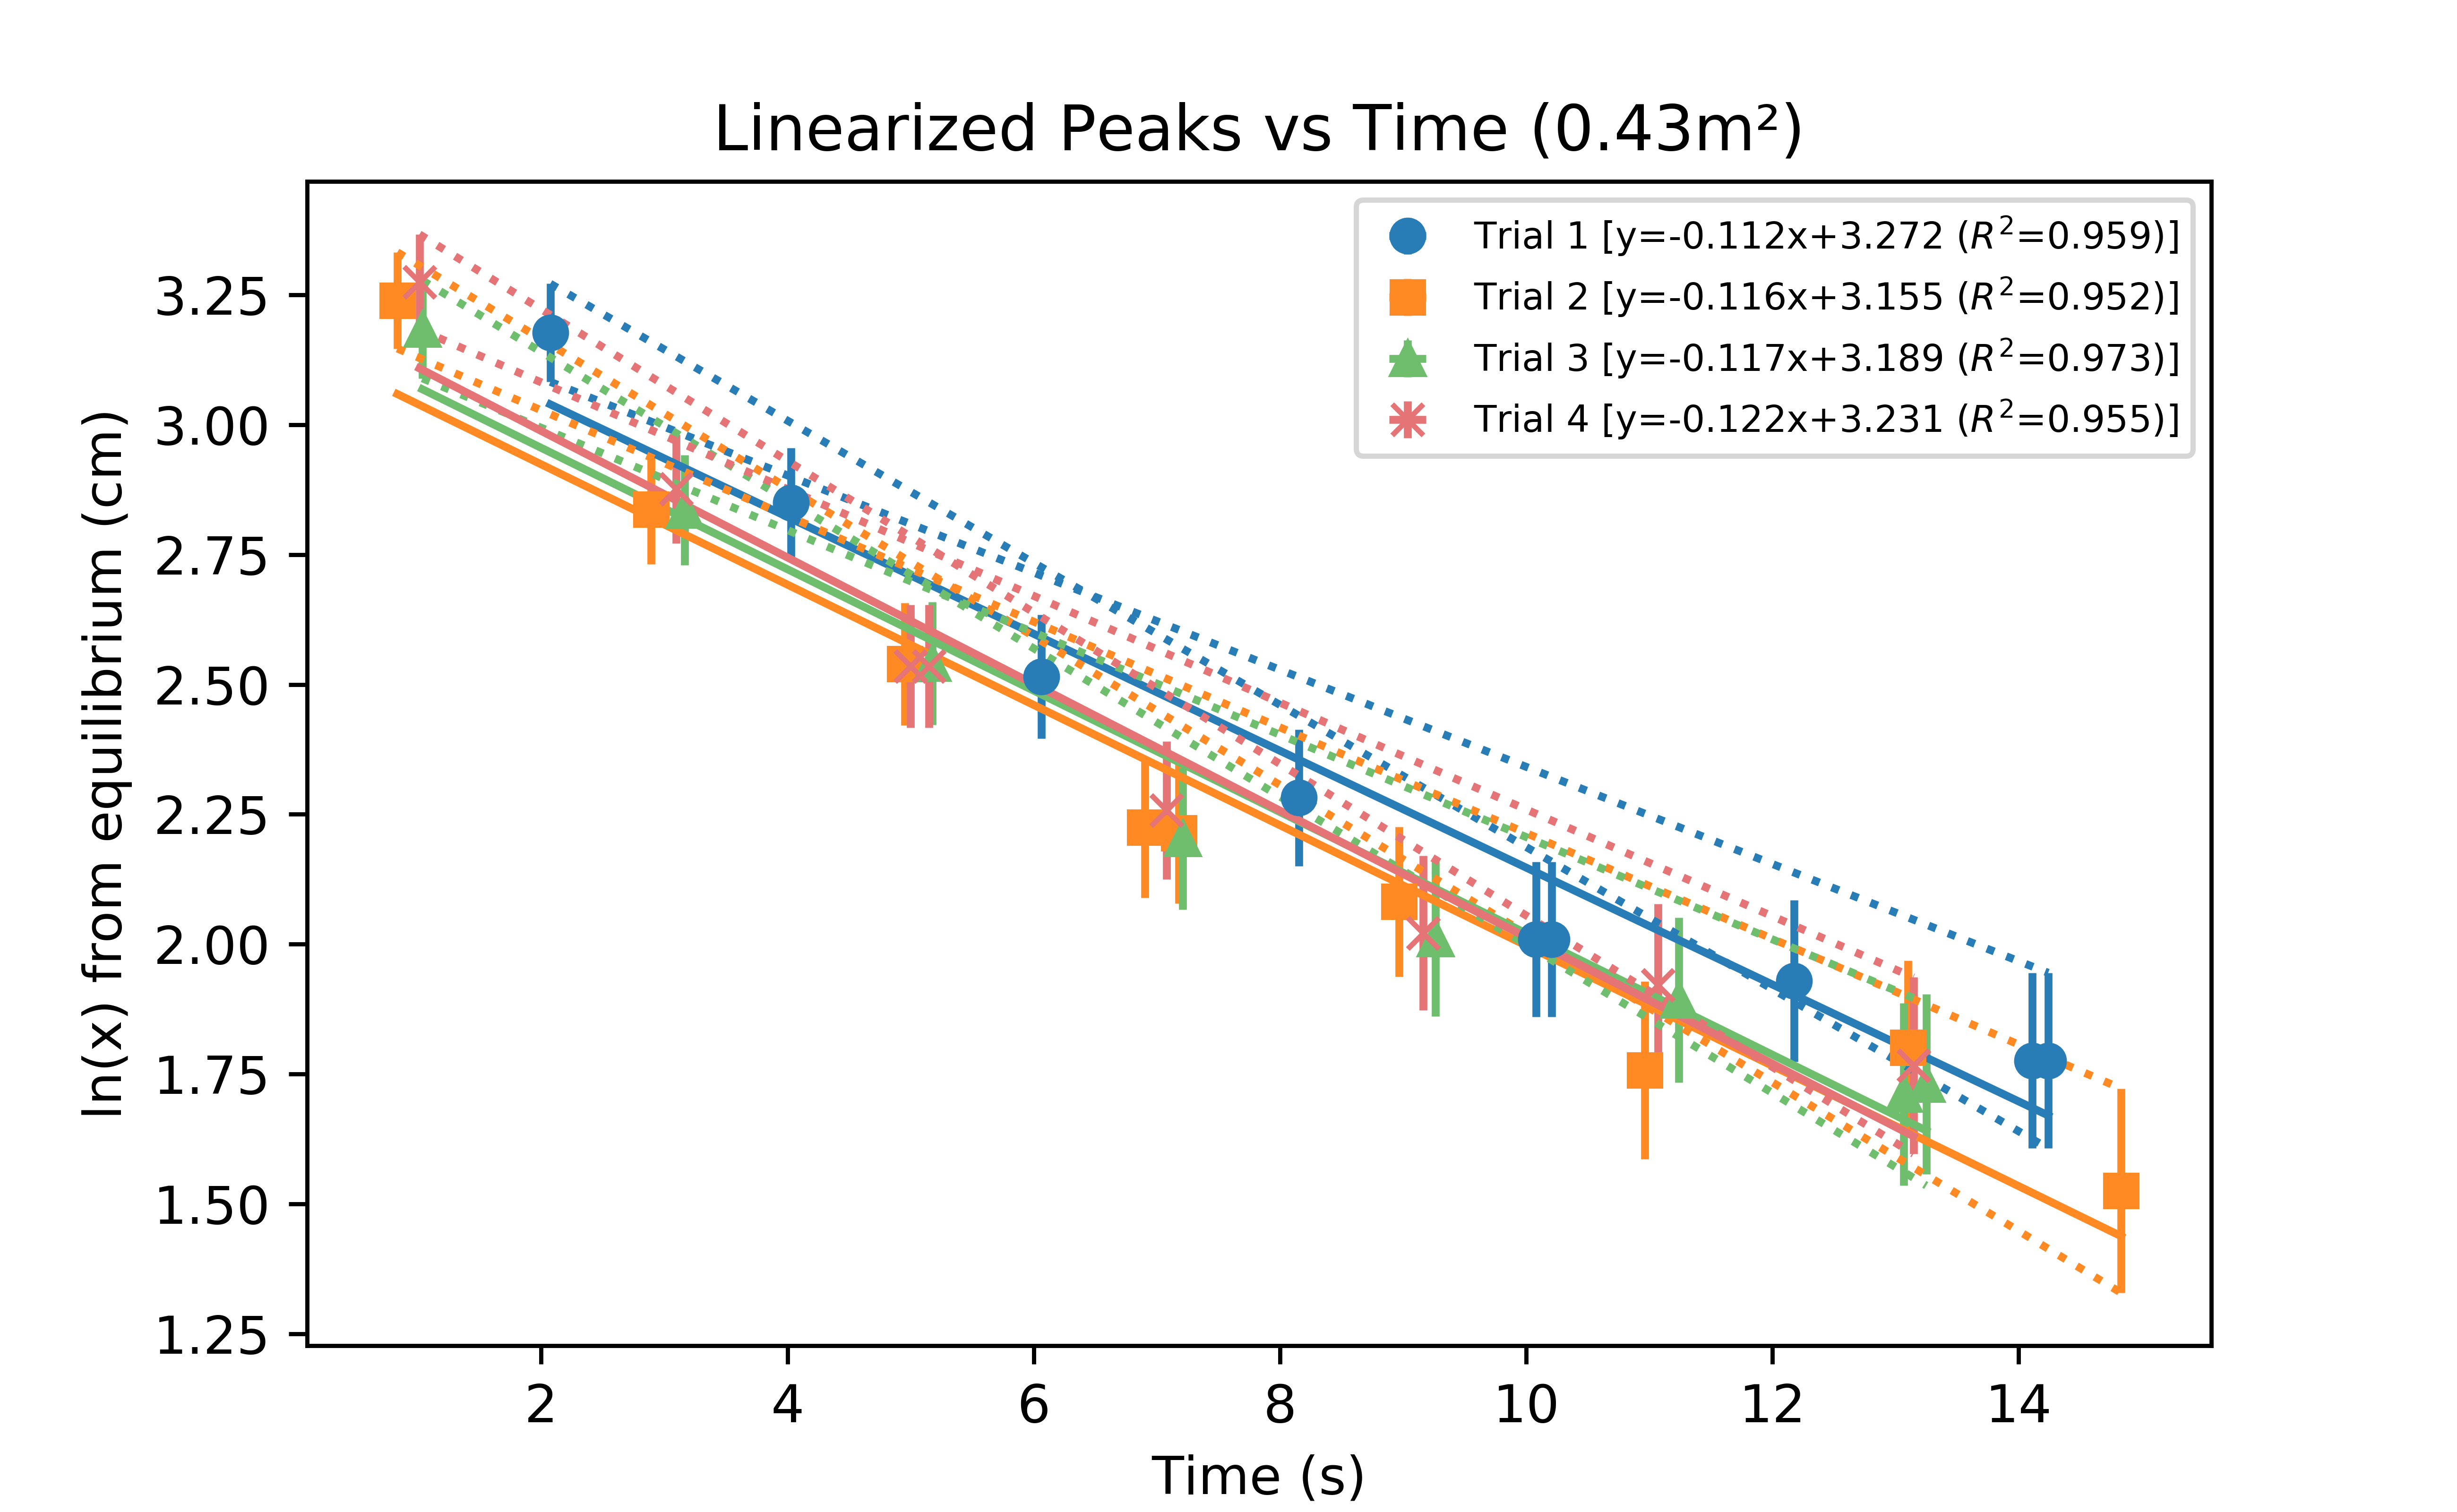 Linearized Peaks vs Time (0.43m²)
Trial 1 [y=-0.112x+3.272 (R²=0.959)]
Trial 2 [y=-0.116x+3.155 (R²=0.952)]
Trial 3 [y=-0.117x+3.189 (R²=0.973)]
Trial 4 [y=-0.122x+3.231 (R²=0.955)]
ln(x) from equilibrium (cm)
3.25
3.00
2.75
2.50
2.25
2.00
1.75
1.50
1.25
2 4 6 8 10 12 14
Time (s)